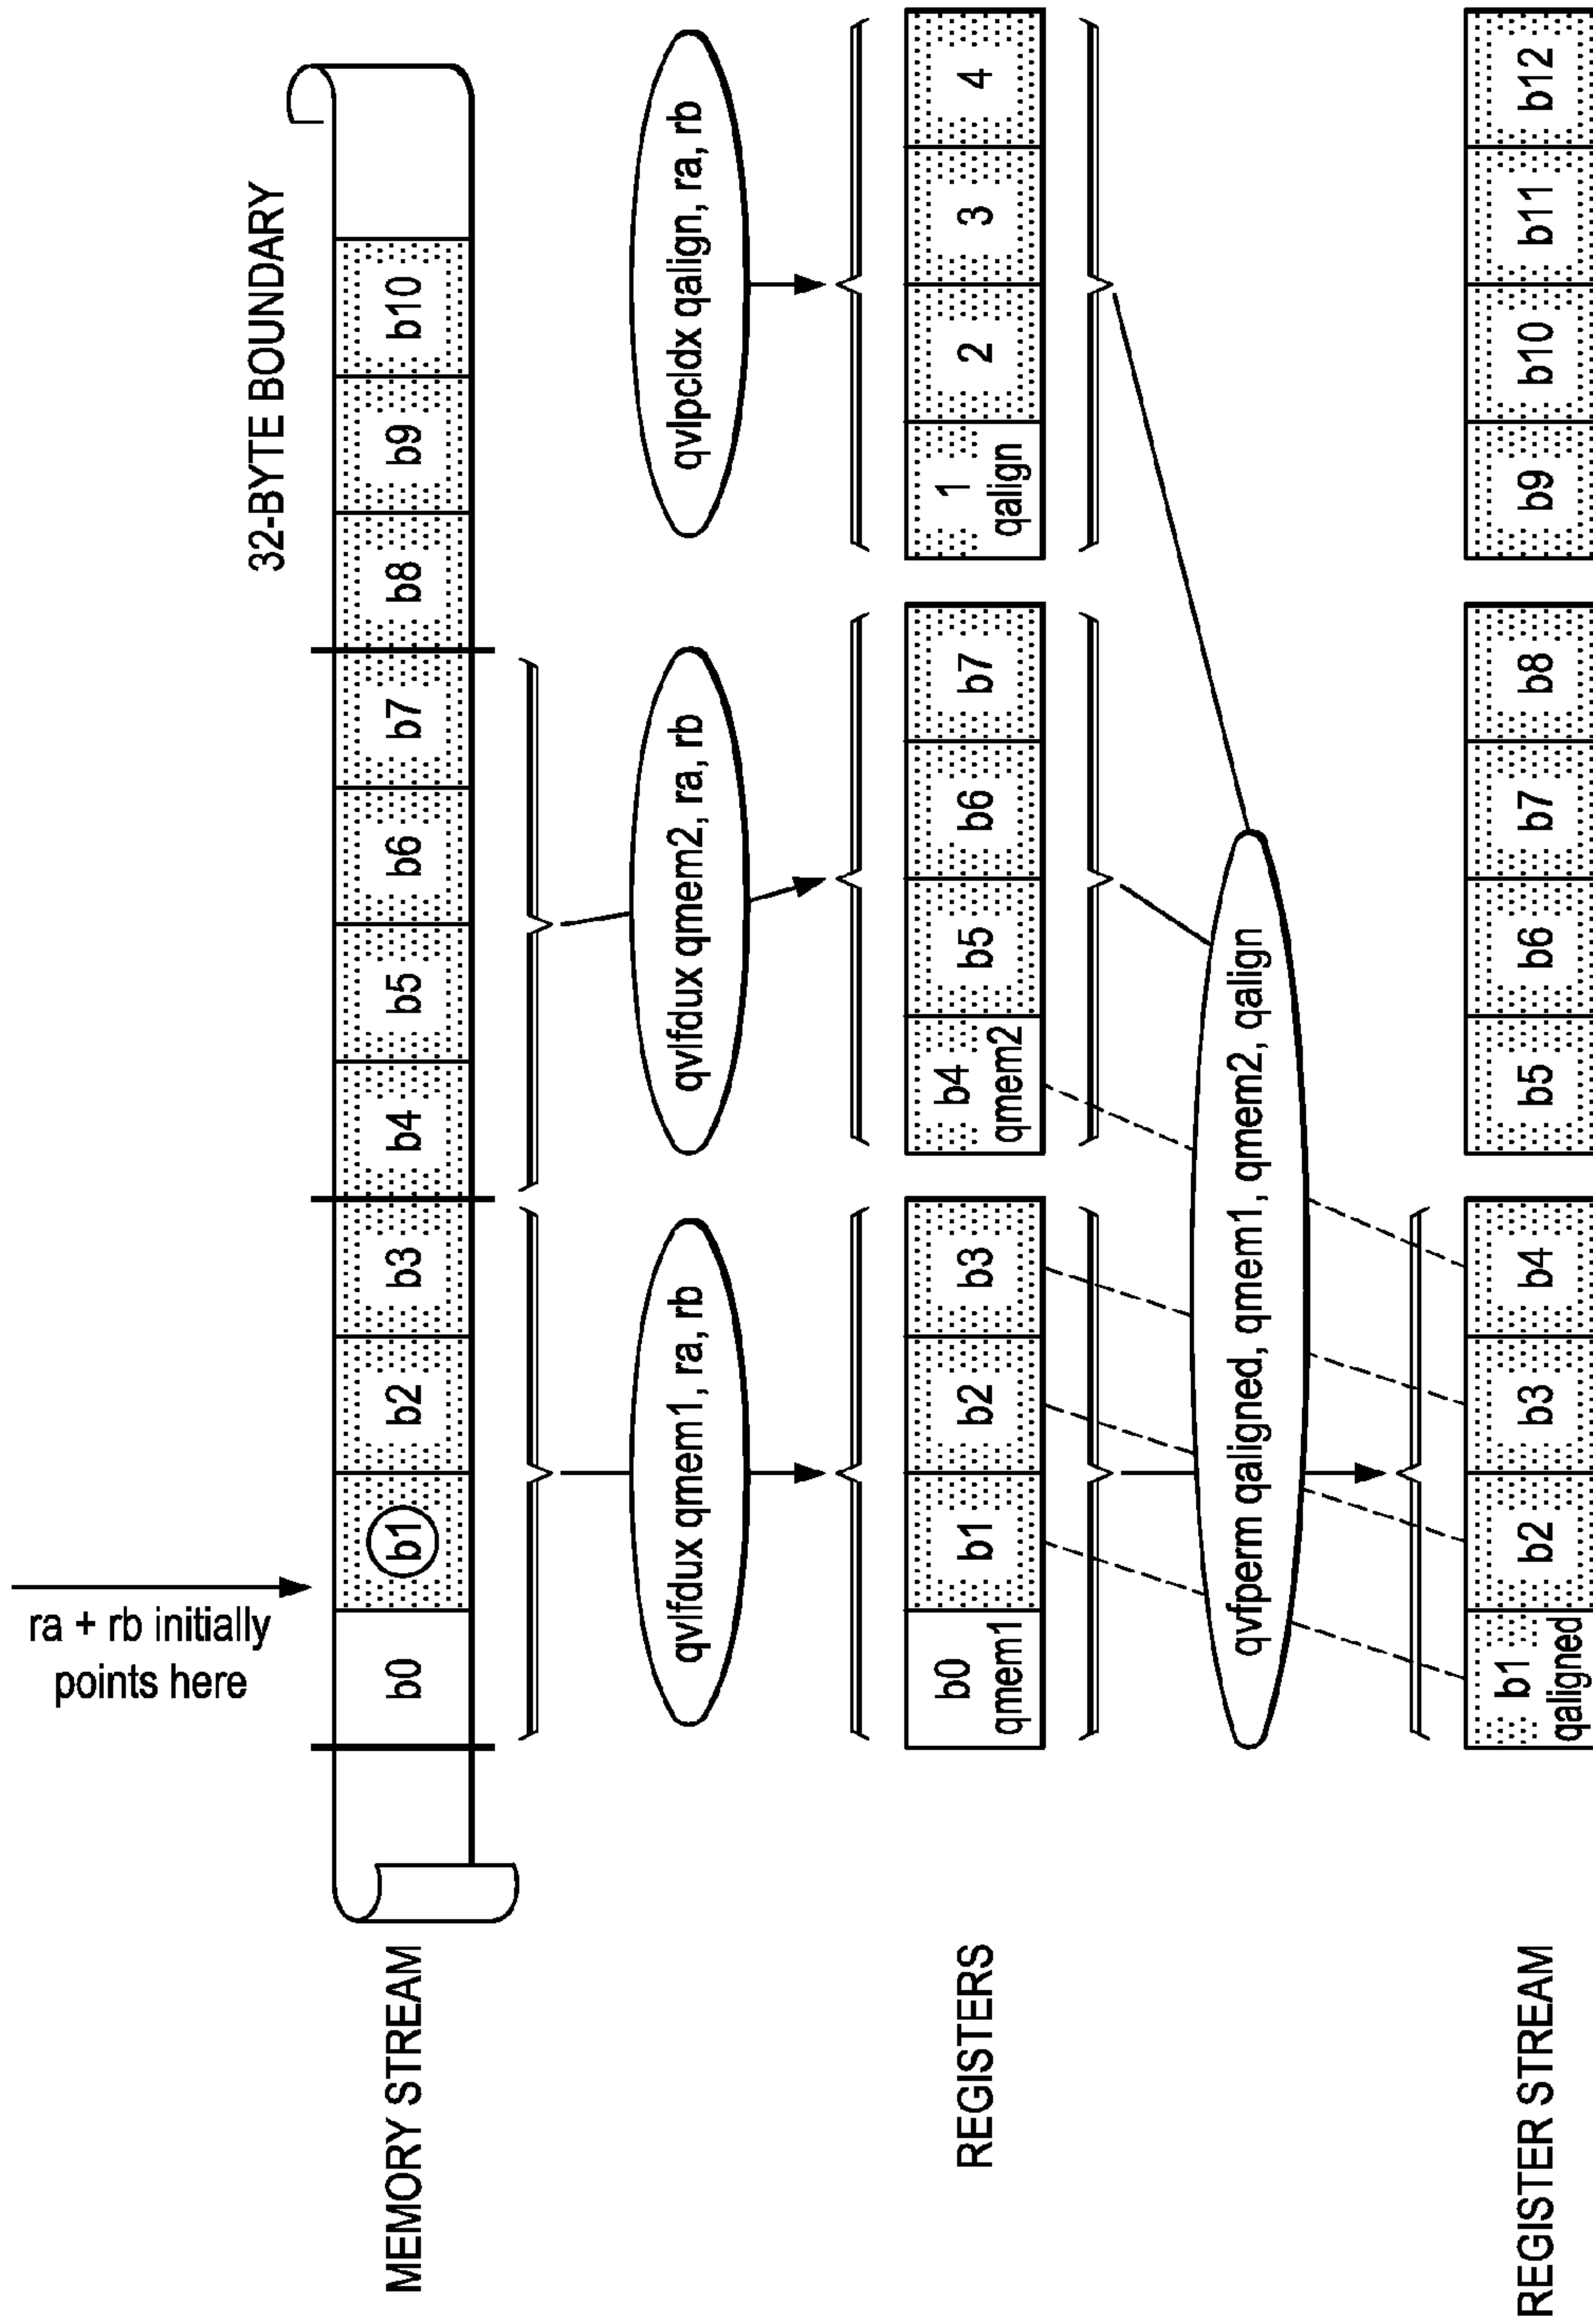 ra + rb initially
points here
32-BYTE BOUNDARY
MEMORY STREAM
b0 b1 b2 b3 b4 b5 b6 b7 b8 b9 b10
qvlfdux qmem1, ra, rb
qvlfdux qmem2, ra, rb
qvlpcldx qalign, ra, rb
REGISTERS
b0 b1 b2 b3
qmem1
b4 b5 b6 b7
qmem2
1 2 3 4
qalign
qvfperm qaligned, qmem1, qmem2, qalign
REGISTER STREAM
b1 b2 b3 b4
qaligned
b5 b6 b7 b8
b9 b10 b11 b12